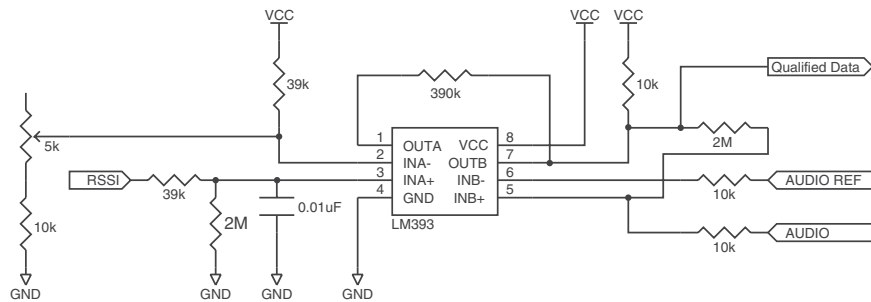 VCC
VCC
VCC
39k
390k
10k
Qualified Data
5k
1
2
3
4
OUTA
INA-
INA+
GND
VCC
OUTB
INB-
INB+
8
7
6
5
LM393
2M
RSSI
39k
10k
2M
0.01uF
10k
AUDIO REF
10k
AUDIO
GND
GND
GND
GND